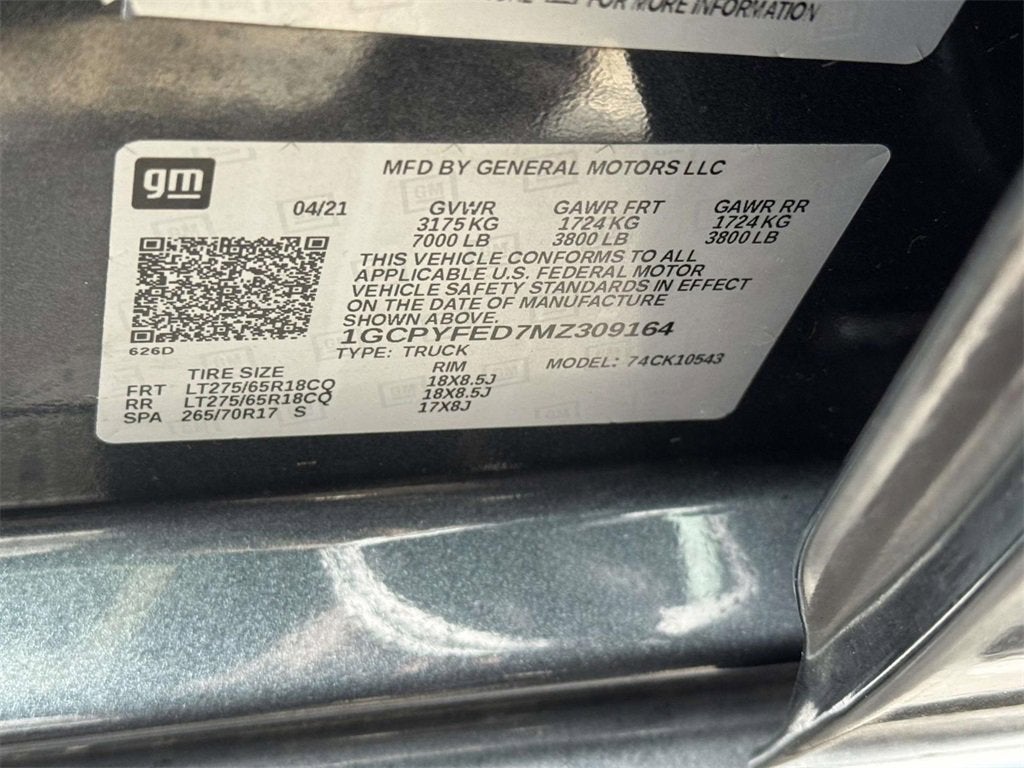 FOR MORE INFORMATION
gm
MFD BY GENERAL MOTORS LLC
04/21 GVWR GAWR FRT GAWR RR
3175 KG 1724 KG 1724 KG
7000 LB 3800 LB 3800 LB
THIS VEHICLE CONFORMS TO ALL
APPLICABLE U.S. FEDERAL MOTOR
VEHICLE SAFETY STANDARDS IN EFFECT
ON THE DATE OF MANUFACTURE
SHOWN ABOVE.
1GCPYFED7MZ309164
626D
TYPE: TRUCK MODEL: 74CK10543
TIRE SIZE RIM
FRT LT275/65R18CQ 18X8.5J
RR LT275/65R18CQ 18X8.5J
SPA 265/70R17 S 17X8J